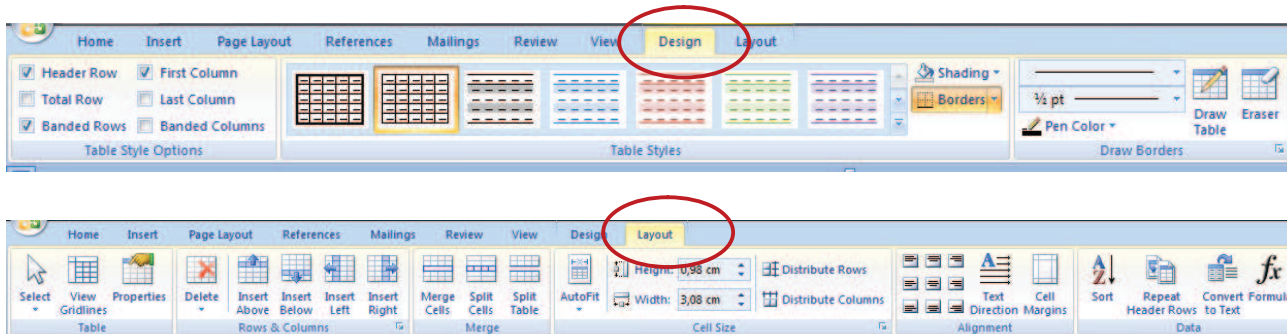 Home Insert Page Layout References Mailings Review View Design Layout
Header Row First Column Shading
Total Row Last Column Borders ½ pt
Banded Rows Banded Columns Pen Color Draw Table Eraser
Table Style Options Table Styles Draw Borders
Home Insert Page Layout References Mailings Review View Design Layout
Height: 0,98 cm Distribute Rows
Width: 3,08 cm Distribute Columns
Select View Properties Delete Insert Insert Insert Insert Merge Split Split AutoFit Text Cell Sort Repeat Convert Formula
Gridlines Above Below Left Right Cells Cells Table Direction Margins Header Rows to Text
Table Rows & Columns Merge Cell Size Alignment Data